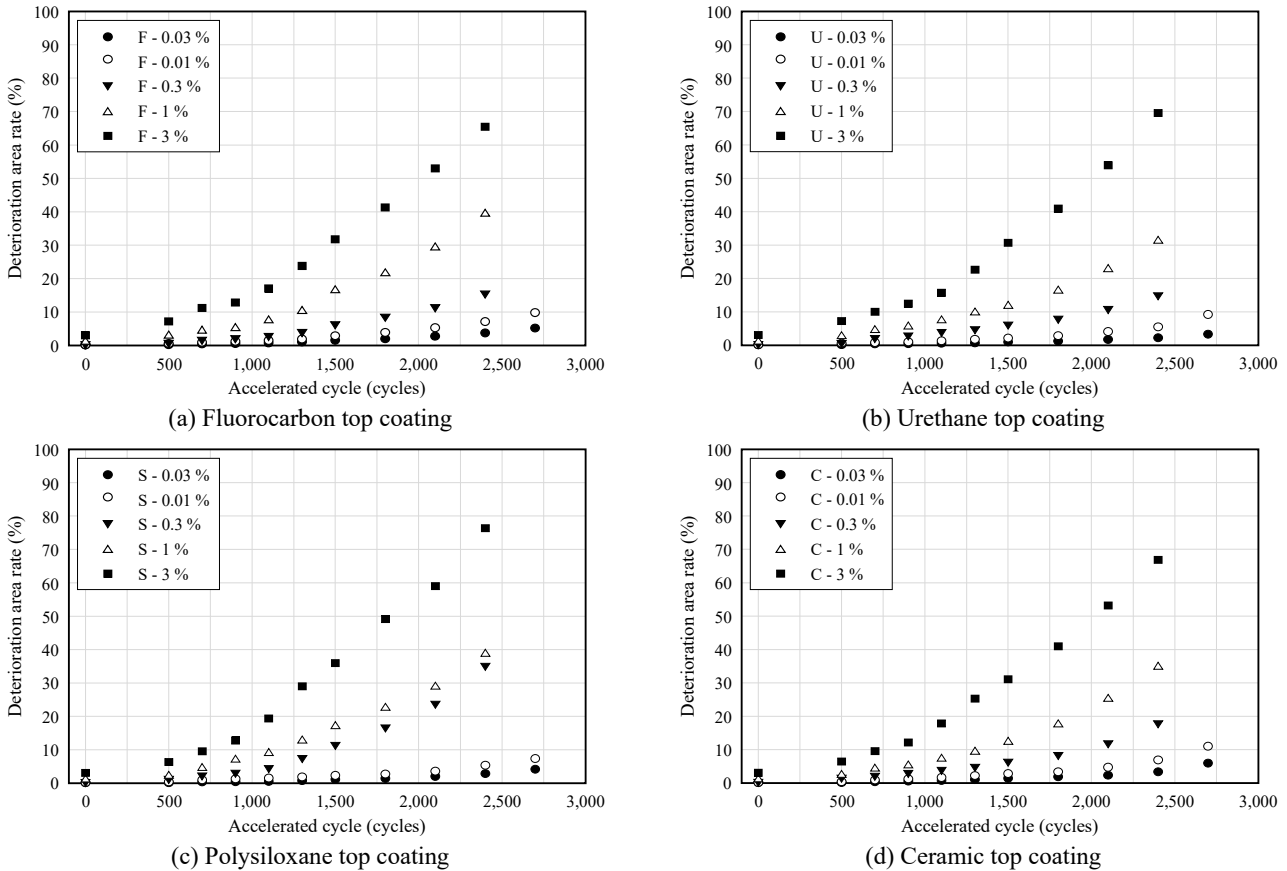 100
90
80
70
60
50
40
30
20
10
0
Deterioration area rate (%)
F - 0.03 %
F - 0.01 %
F - 0.3 %
F - 1 %
F - 3 %
0 500 1,000 1,500 2,000 2,500 3,000
Accelerated cycle (cycles)
(a) Fluorocarbon top coating
100
90
80
70
60
50
40
30
20
10
0
Deterioration area rate (%)
U - 0.03 %
U - 0.01 %
U - 0.3 %
U - 1 %
U - 3 %
0 500 1,000 1,500 2,000 2,500 3,000
Accelerated cycle (cycles)
(b) Urethane top coating
100
90
80
70
60
50
40
30
20
10
0
Deterioration area rate (%)
S - 0.03 %
S - 0.01 %
S - 0.3 %
S - 1 %
S - 3 %
0 500 1,000 1,500 2,000 2,500 3,000
Accelerated cycle (cycles)
(c) Polysiloxane top coating
100
90
80
70
60
50
40
30
20
10
0
Deterioration area rate (%)
C - 0.03 %
C - 0.01 %
C - 0.3 %
C - 1 %
C - 3 %
0 500 1,000 1,500 2,000 2,500 3,000
Accelerated cycle (cycles)
(d) Ceramic top coating